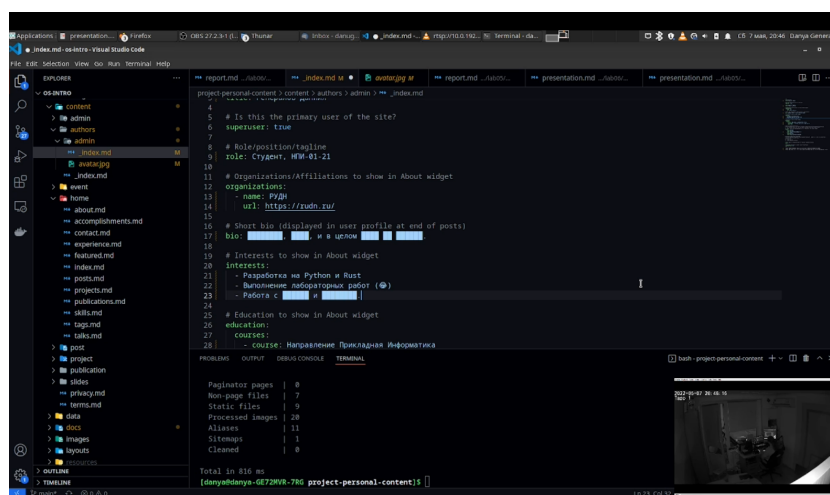 Applications presentation.... Firefox OBS 27.2.3-1 (L... Thunar Inbox - danug... _index.md -... rtsp://10.0.192... Terminal - da... Сб 7 мая, 20:46
_index.md - os-intro - Visual Studio Code
File Edit Selection View Go Run Terminal Help
EXPLORER ...
OS-INTRO
content
admin
authors
admin
_index.md M
avatar.jpg M
_index.md
event
home
about.md
accomplishments.md
contact.md
experience.md
featured.md
index.md
posts.md
projects.md
publications.md
skills.md
tags.md
talks.md
post
project
publication
slides
privacy.md
terms.md
data
docs
images
layouts
resources
OUTLINE
TIMELINE
report.md _index.md M avatar.jpg M report.md presentation.md presentation.md
project-personal-content > content > authors > admin > _index.md
4
5 # Is this the primary user of the site?
6 superuser: true
7
8 # Role/position/tagline
9 role: Студент, НПИ-01-21
10
11 # Organizations/Affiliations to show in About widget
12 organizations:
13 - name: РУДН
14 url: https://rudn.ru/
15
16 # Short bio (displayed in user profile at end of posts)
17 bio: , и в целом
18
19 # Interests to show in About widget
20 interests:
21 - Разработка на Python и Rust
22 - Выполнение лабораторных работ (😂)
23 - Работа с и
24
25 # Education to show in About widget
26 education:
27 courses:
28 - course: Направление Прикладная Информатика
PROBLEMS OUTPUT DEBUG CONSOLE TERMINAL bash - project-personal-content
Paginator pages | 0
Non-page files | 7
Static files | 9
Processed images | 20
Aliases | 11
Sitemaps | 1
Cleaned | 0
Total in 816 ms
[danya@danya-GE72MVR-7RG project-personal-content]$